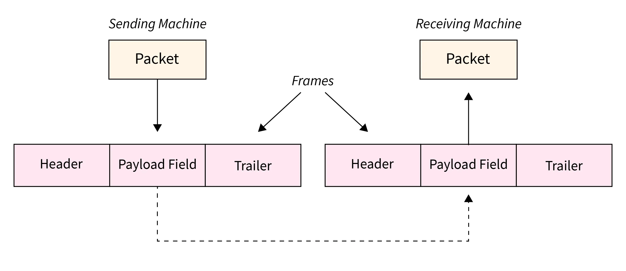 Sending Machine
Receiving Machine
Packet
Packet
Frames
Header
Payload Field
Trailer
Header
Payload Field
Trailer